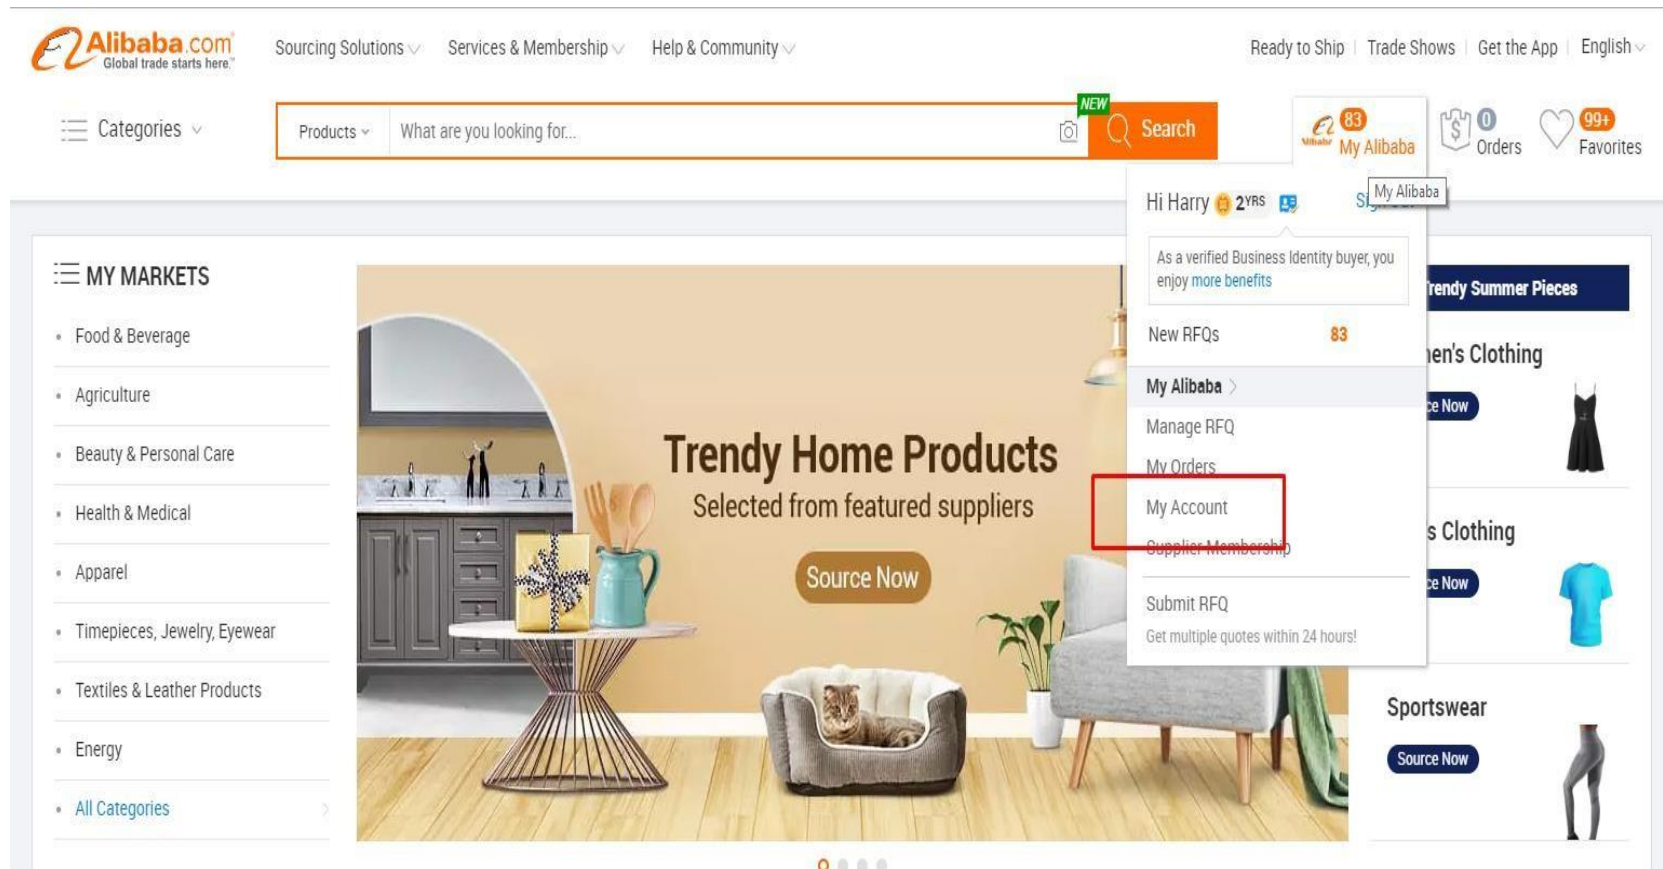 Alibaba.com
Global trade starts here.™
Sourcing Solutions
Services & Membership
Help & Community
Ready to Ship
Trade Shows
Get the App
English
Categories
Products
What are you looking for...
NEW
Search
83
My Alibaba
0
Orders
99+
Favorites
My Alibaba
Hi Harry 2 YRS
As a verified Business Identity buyer, you
enjoy more benefits
New RFQs 83
My Alibaba
Manage RFQ
My Orders
My Account
Supplier Membership
Submit RFQ
Get multiple quotes within 24 hours!
MY MARKETS
Food & Beverage
Agriculture
Beauty & Personal Care
Health & Medical
Apparel
Timepieces, Jewelry, Eyewear
Textiles & Leather Products
Energy
All Categories
Trendy Home Products
Selected from featured suppliers
Source Now
Summer Pieces
Clothing
Now
Clothing
Now
Sportswear
Source Now